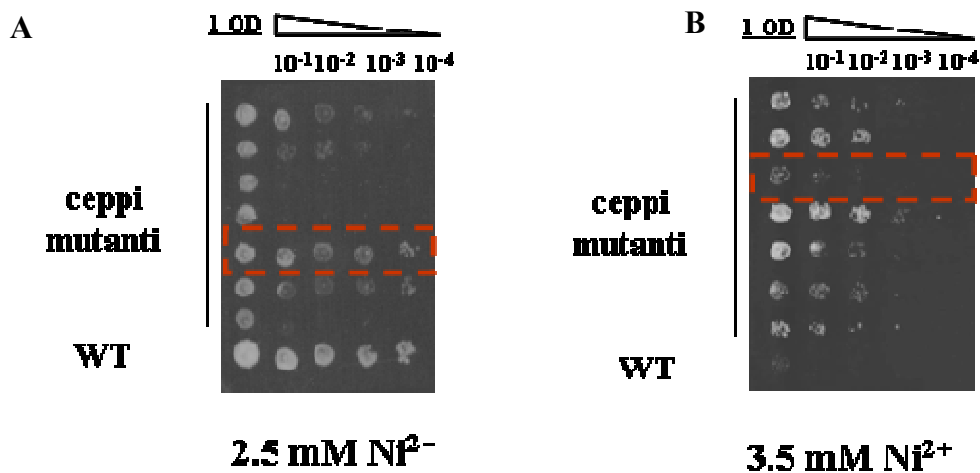 A
1 OD
10-1 10-2 10-3 10-4
ceppi
mutanti
WT
2.5 mM Ni2-
B
1 OD
10-1 10-2 10-3 10-4
ceppi
mutanti
WT
3.5 mM Ni2+